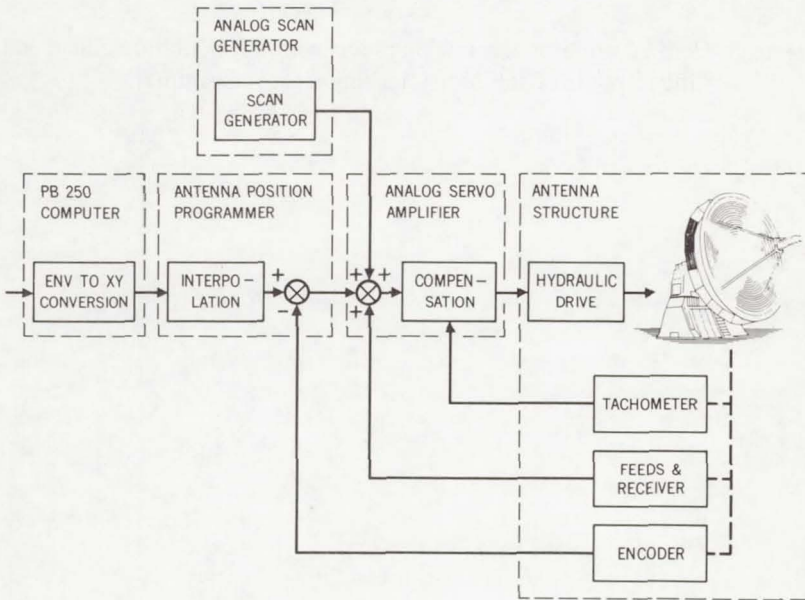 ANALOG SCAN
GENERATOR
SCAN
GENERATOR
PB 250
COMPUTER
ANTENNA POSITION
PROGRAMMER
ANALOG SERVO
AMPLIFIER
ANTENNA
STRUCTURE
ENV TO XY
CONVERSION
INTERPO-
LATION
+
-
+
+
+
COMPEN-
SATION
HYDRAULIC
DRIVE
TACHOMETER
FEEDS &
RECEIVER
ENCODER